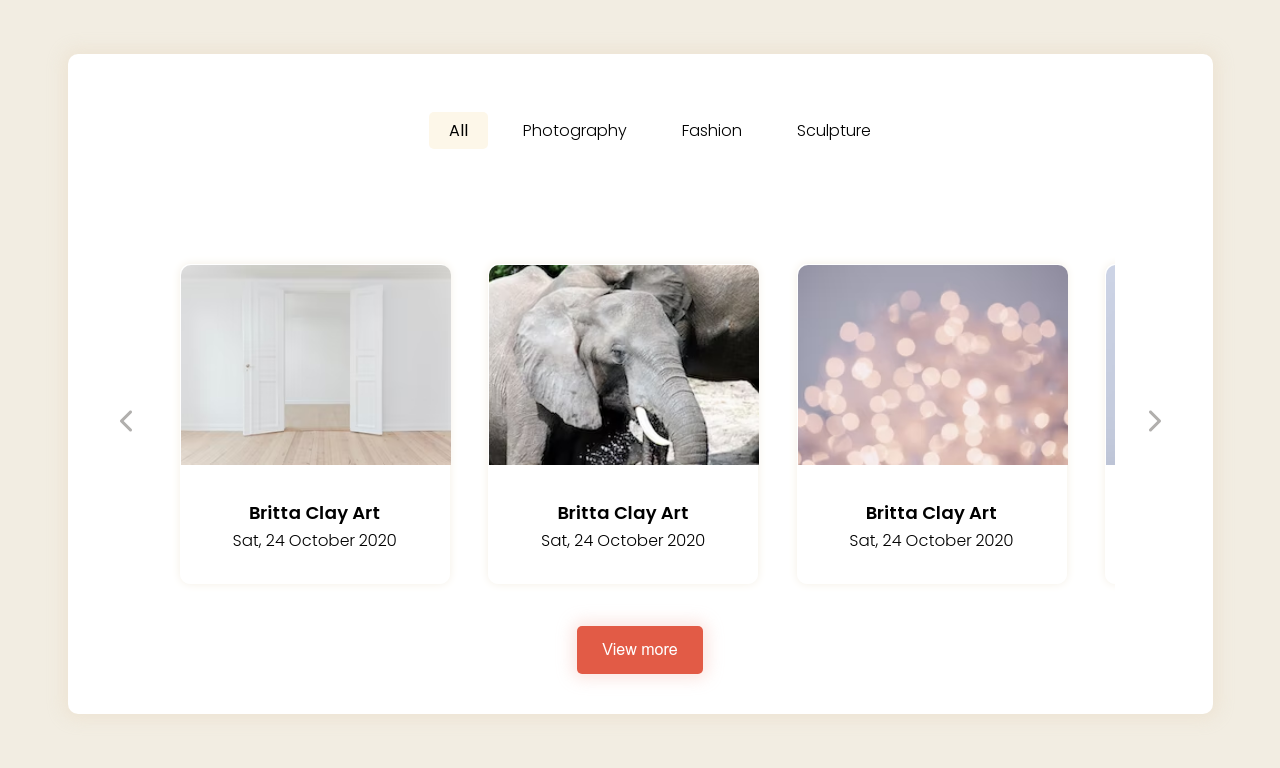 All
Photography
Fashion
Sculpture
Britta Clay Art
Sat, 24 October 2020
Britta Clay Art
Sat, 24 October 2020
Britta Clay Art
Sat, 24 October 2020
View more